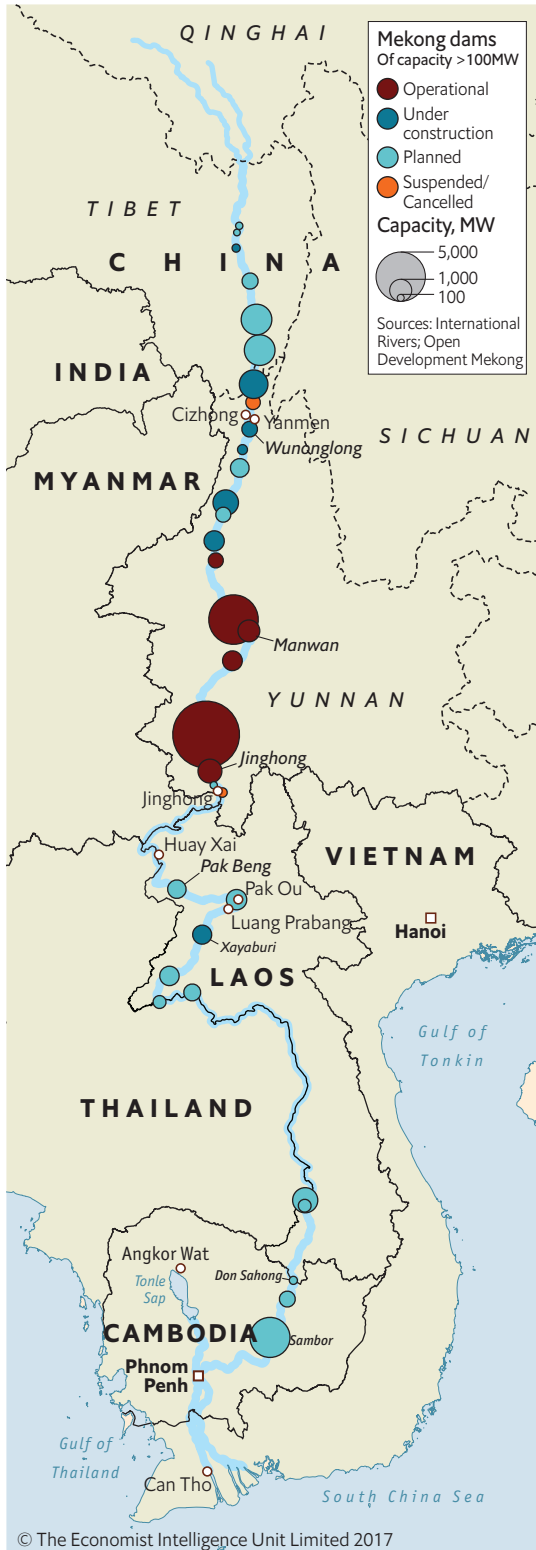 QINGHAI
Mekong dams
Of capacity >100MW
Operational
Under
construction
Planned
Suspended/
Cancelled
Capacity, MW
5,000
1,000
100
Sources: International
Rivers; Open
Development Mekong
TIBET
CHINA
INDIA
Cizhong
Yanmen
Wunonglong
SICHUAN
MYANMAR
Manwan
YUNNAN
Jinghong
Jinghong
Huay Xai
VIETNAM
Pak Beng
Pak Ou
Luang Prabang
Hanoi
Xayaburi
LAOS
Gulf of
Tonkin
THAILAND
Angkor Wat
Tonle
Sap
Don Sahong
CAMBODIA
Sambor
Phnom
Penh
Gulf of
Thailand
Can Tho
South China Sea
© The Economist Intelligence Unit Limited 2017